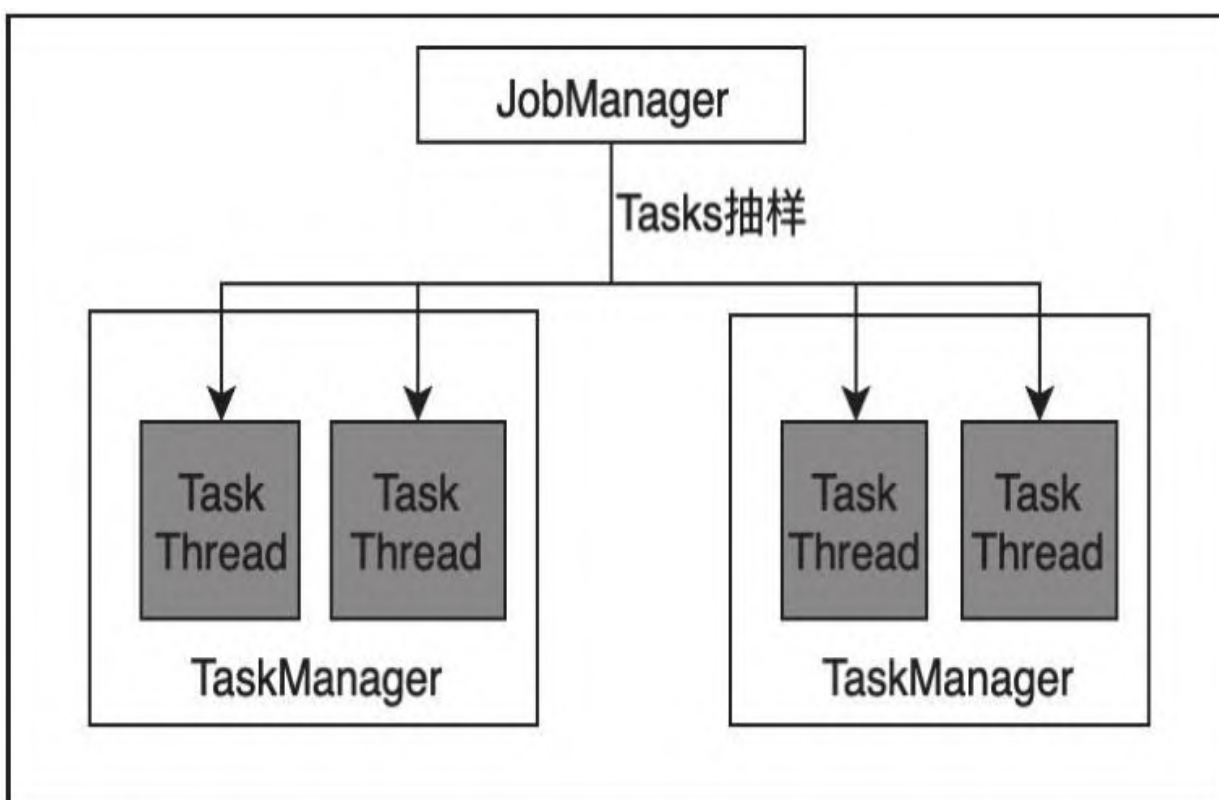 JobManager
Tasks抽样
Task
Thread
Task
Thread
Task
Thread
Task
Thread
TaskManager
TaskManager